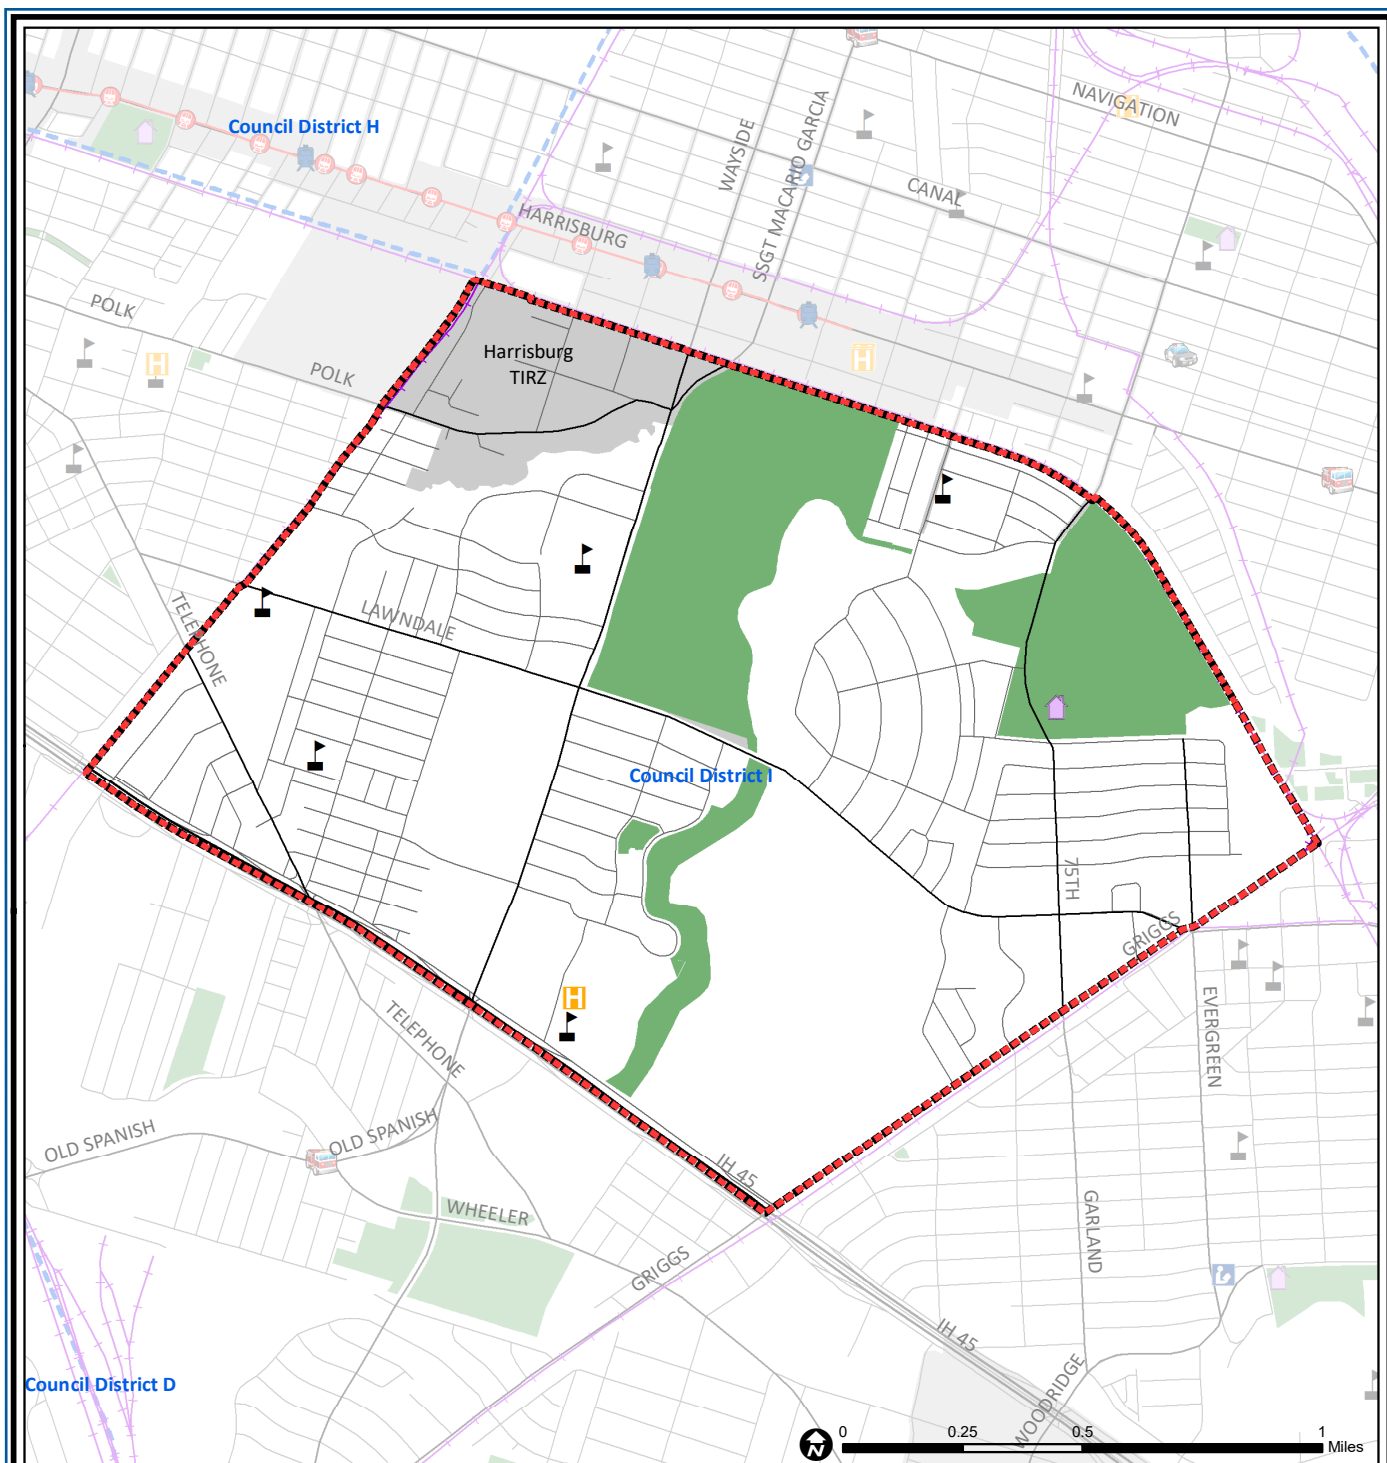 NAVIGATION
Council District H
WAYSIDE
SSGT MACARIO GARCIA
CANAL
HARRISBURG
POLK
Harrisburg
TIRZ
POLK
LAWNDALE
TELEPHONE
Council District I
75TH
GRIGGS
H
H
H
H
EVERGREEN
TELEPHONE
OLD SPANISH
OLD SPANISH
IH 45
WHEELER
GARLAND
GRIGGS
IH 45
Council District D
WOODRIDGE
N
0 0.25 0.5 1
Miles